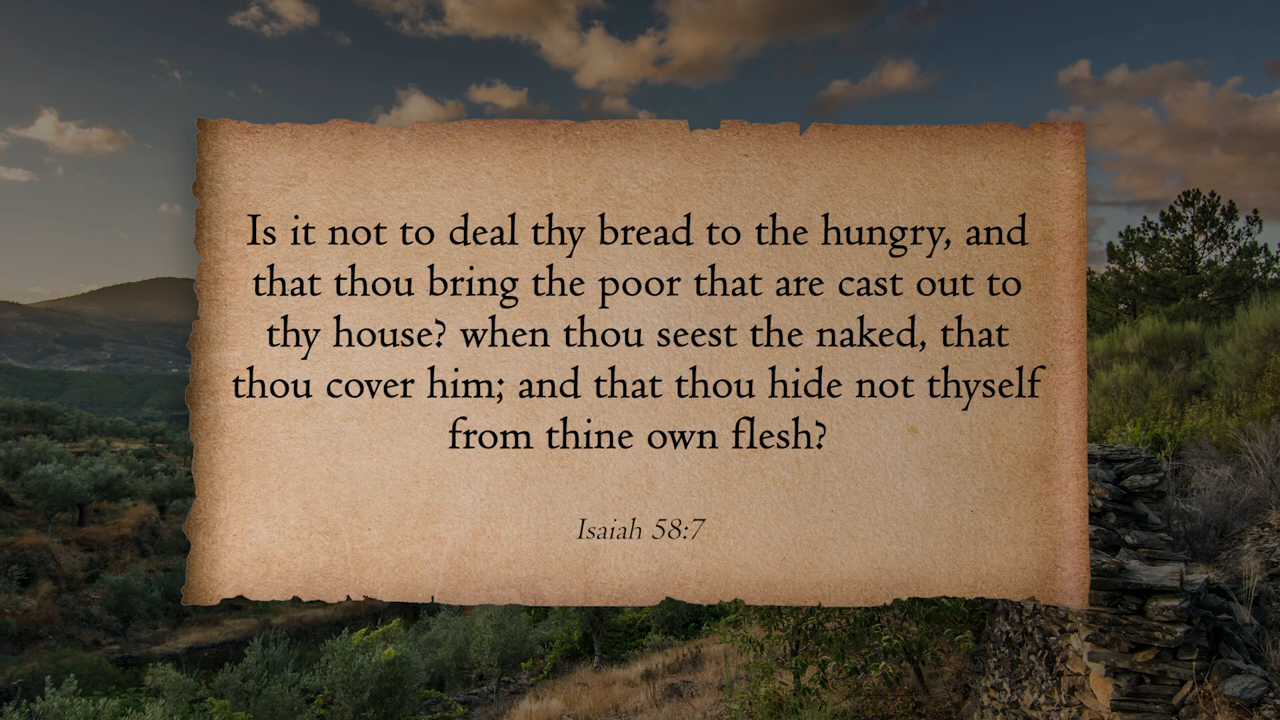 Is it not to deal thy bread to the hungry, and
that thou bring the poor that are cast out to
thy house? when thou seest the naked, that
thou cover him; and that thou hide not thyself
from thine own flesh?
Isaiah 58:7